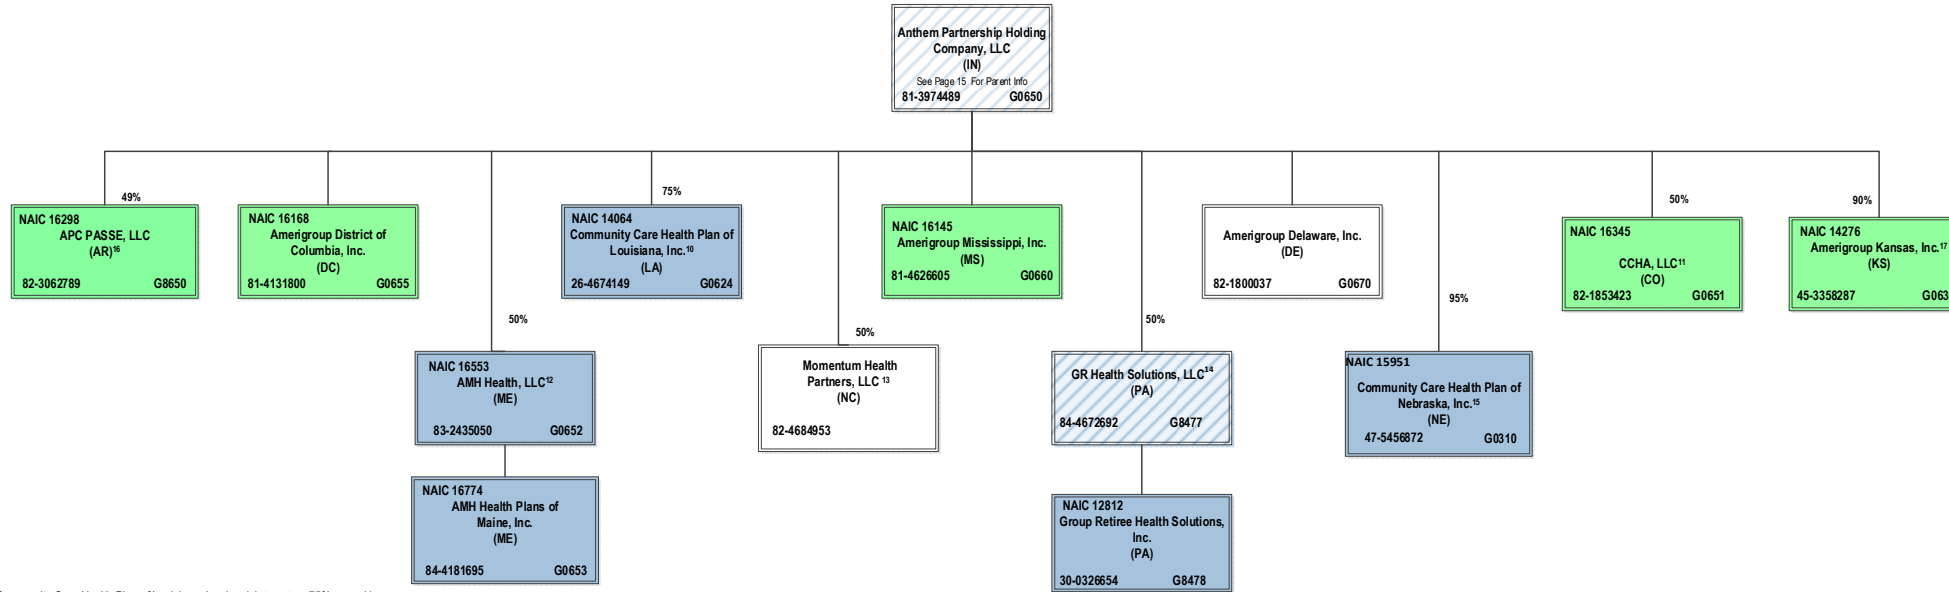 Anthem Partnership Holding
Company, LLC
(IN)
See Page 15 For Parent Info
81-3974489 G0650
49%
NAIC 16298
APC PASSE, LLC
(AR)16
82-3062789 G8650
NAIC 16168
Amerigroup District of
Columbia, Inc.
(DC)
81-4131800 G0655
75%
NAIC 14064
Community Care Health Plan of
Louisiana, Inc.10
(LA)
26-4674149 G0624
NAIC 16145
Amerigroup Mississippi, Inc.
(MS)
81-4626605 G0660
Amerigroup Delaware, Inc.
(DE)
82-1800037 G0670
50%
NAIC 16345
CCHA, LLC11
(CO)
82-1853423 G0651
90%
NAIC 14276
Amerigroup Kansas, Inc.17
(KS)
45-3358287 G063
50%
NAIC 16553
AMH Health, LLC12
(ME)
83-2435050 G0652
50%
Momentum Health
Partners, LLC 13
(NC)
82-4684953
50%
GR Health Solutions, LLC14
(PA)
84-4672692 G8477
95%
NAIC 15951
Community Care Health Plan of
Nebraska, Inc.15
(NE)
47-5456872 G0310
NAIC 16774
AMH Health Plans of
Maine, Inc.
(ME)
84-4181695 G0653
NAIC 12812
Group Retiree Health Solutions,
Inc.
(PA)
30-0326654 G8478